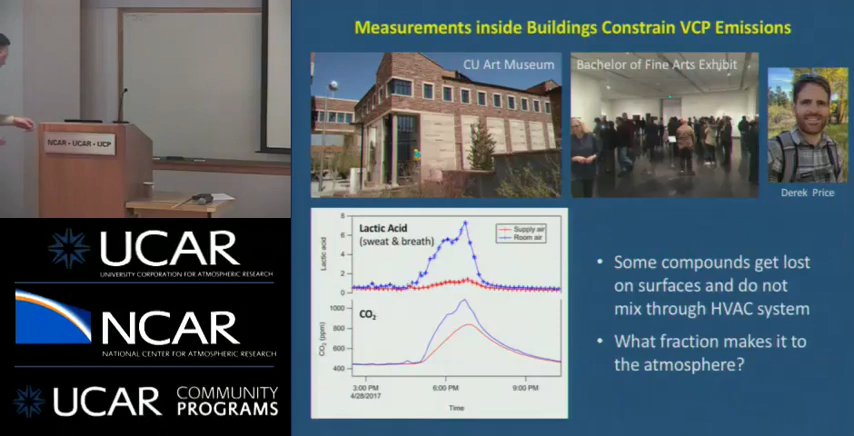 Measurements inside Buildings Constrain VCP Emissions
CU Art Museum
Bachelor of Fine Arts Exhibit
Derek Price
NCAR • UCAR • UCP
UCAR
UNIVERSITY CORPORATION FOR ATMOSPHERIC RESEARCH
NCAR
NATIONAL CENTER FOR ATMOSPHERIC RESEARCH
UCAR
COMMUNITY
PROGRAMS
Lactic Acid
(sweat & breath)
Supply air
Room air
Lactic acid
8
6
4
2
0
CO₂
CO₂ (ppm)
1000
800
600
400
3:00 PM
4/28/2017
6:00 PM
9:00 PM
Time
• Some compounds get lost
on surfaces and do not
mix through HVAC system
• What fraction makes it to
the atmosphere?